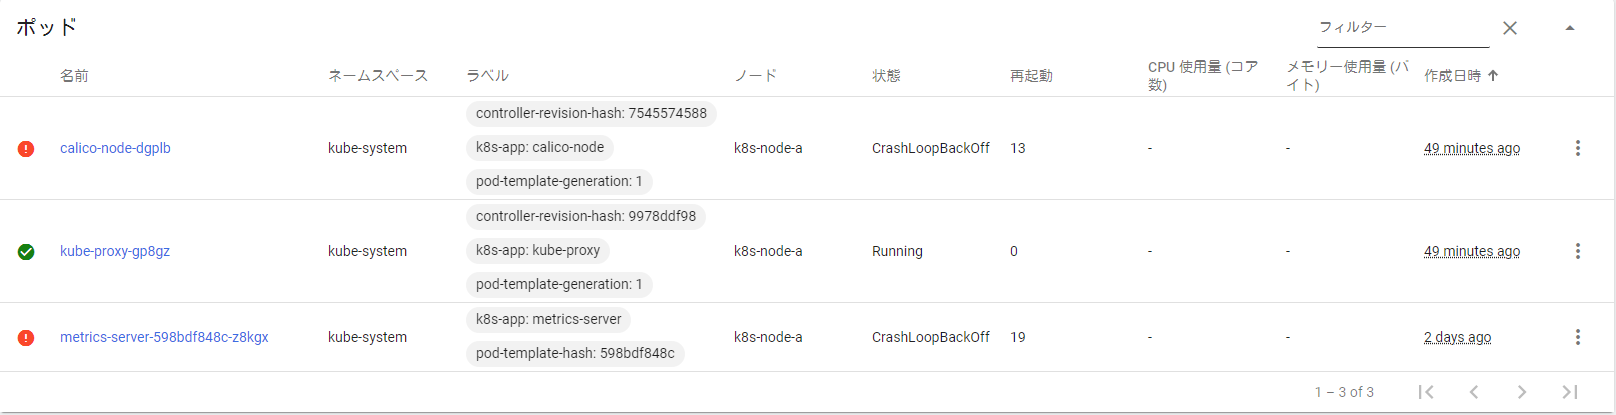 ポッド
フィルター
名前 ネームスペース ラベル ノード 状態 再起動 CPU 使用量 (コア数) メモリー使用量 (バイト) 作成日時
controller-revision-hash: 7545574588
calico-node-dgplb kube-system k8s-app: calico-node k8s-node-a CrashLoopBackOff 13 - - 49 minutes ago
pod-template-generation: 1
controller-revision-hash: 9978ddf98
kube-proxy-gp8gz kube-system k8s-app: kube-proxy k8s-node-a Running 0 - - 49 minutes ago
pod-template-generation: 1
k8s-app: metrics-server
metrics-server-598bdf848c-z8kgx kube-system k8s-node-a CrashLoopBackOff 19 - - 2 days ago
pod-template-hash: 598bdf848c
1 – 3 of 3